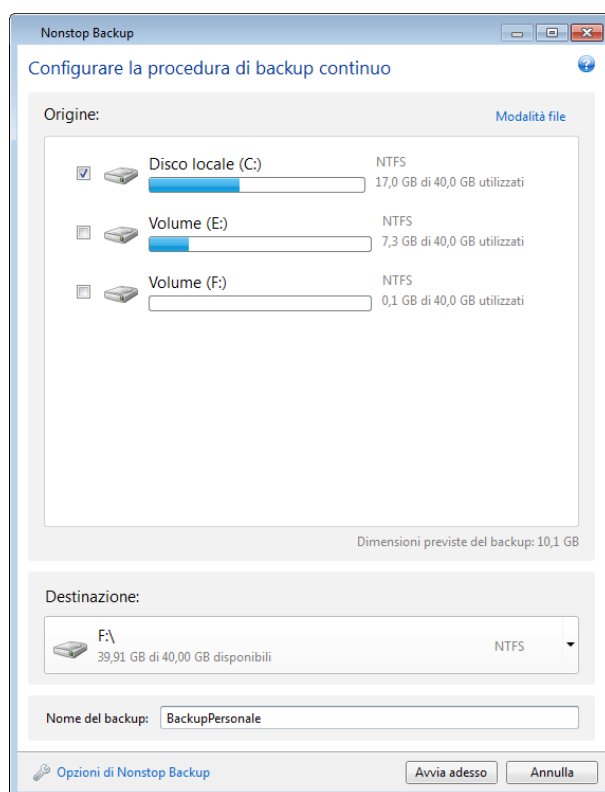 Nonstop Backup
Configurare la procedura di backup continuo
Origine:
Modalità file
Disco locale (C:)
NTFS
17,0 GB di 40,0 GB utilizzati
Volume (E:)
NTFS
7,3 GB di 40,0 GB utilizzati
Volume (F:)
NTFS
0,1 GB di 40,0 GB utilizzati
Dimensioni previste del backup: 10,1 GB
Destinazione:
F:\
39,91 GB di 40,00 GB disponibili
NTFS
Nome del backup: BackupPersonale
Opzioni di Nonstop Backup
Avvia adesso
Annulla